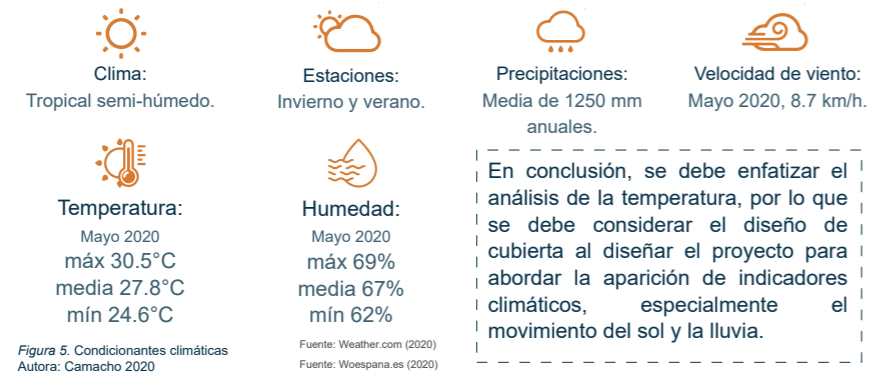 Clima:
Tropical semi-húmedo.
Estaciones:
Invierno y verano.
Precipitaciones:
Media de 1250 mm
anuales.
Velocidad de viento:
Mayo 2020, 8.7 km/h.
Temperatura:
Mayo 2020
máx 30.5°C
media 27.8°C
mín 24.6°C
Humedad:
Mayo 2020
máx 69%
media 67%
mín 62%
En conclusión, se debe enfatizar el
análisis de la temperatura, por lo que
se debe considerar el diseño de
cubierta al diseñar el proyecto para
abordar la aparición de indicadores
climáticos, especialmente el
movimiento del sol y la lluvia.
Figura 5. Condicionantes climáticas
Autora: Camacho 2020
Fuente: Weather.com (2020)
Fuente: Woespana.es (2020)